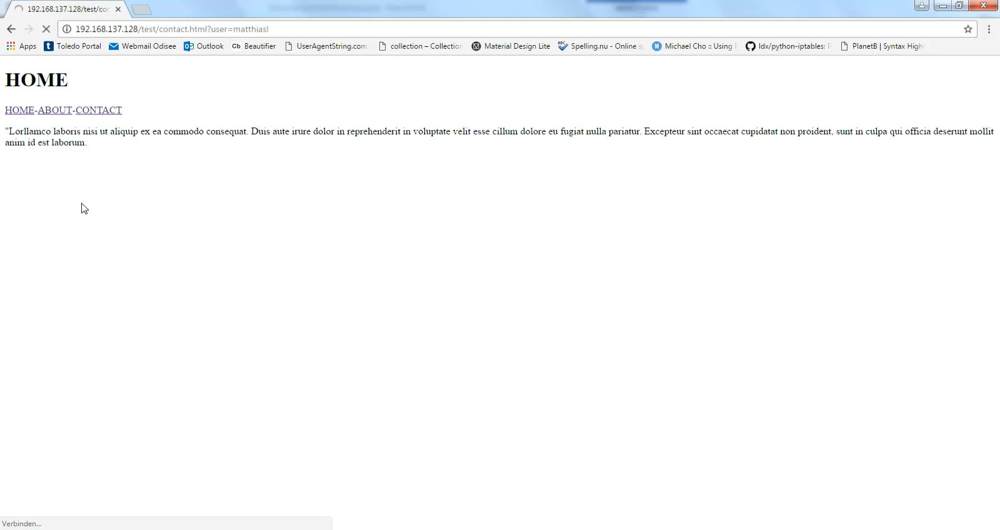 192.168.137.128/test/cor
192.168.137.128/test/contact.html?user=matthias!
Apps Toledo Portal Webmail Odisee Outlook Cb Beautifier UserAgentString.com collection – Collection Material Design Lite ABC Spelling.nu - Online s Michael Cho :: Using ldx/python-iptables: PlanetB | Syntax High
HOME
HOME-ABOUT-CONTACT
"Lorllamco laboris nisi ut aliquip ex ea commodo consequat. Duis aute irure dolor in reprehenderit in voluptate velit esse cillum dolore eu fugiat nulla pariatur. Excepteur sint occaecat cupidatat non proident, sunt in culpa qui officia deserunt mollit
anim id est laborum.
Verbinden...